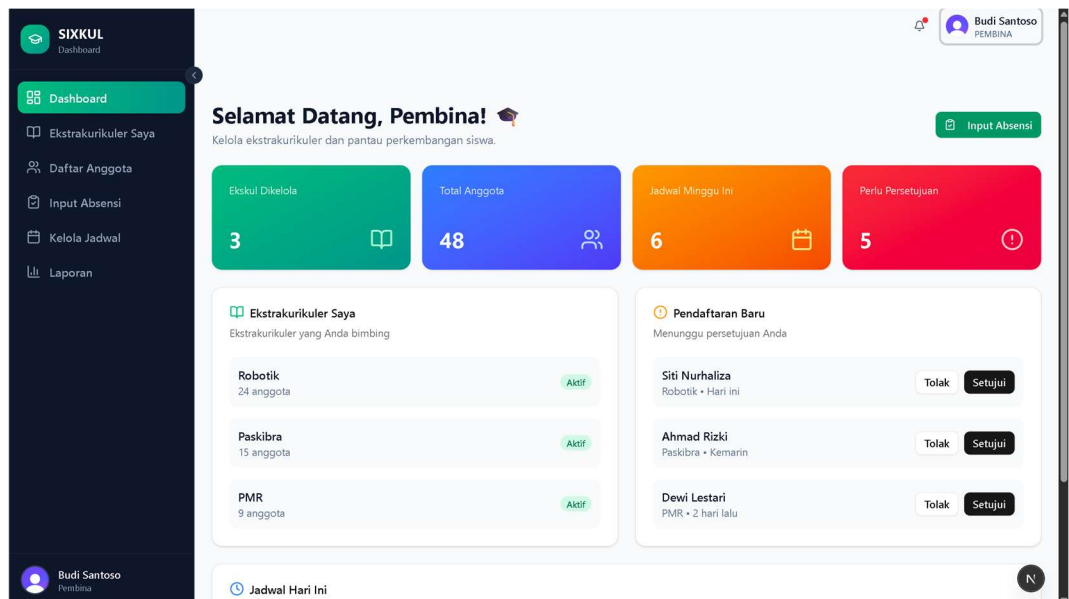 SIXKUL
Dashboard
Dashboard
Ekstrakurikuler Saya
Daftar Anggota
Input Absensi
Kelola Jadwal
Laporan
Budi Santoso
Pembina
Budi Santoso
PEMBINA
Selamat Datang, Pembina!
Kelola ekstrakurikuler dan pantau perkembangan siswa.
Input Absensi
Ekskul Dikelola
3
Total Anggota
48
Jadwal Minggu Ini
6
Perlu Persetujuan
5
Ekstrakurikuler Saya
Ekstrakurikuler yang Anda bimbing
Robotik
24 anggota
Aktif
Paskibra
15 anggota
Aktif
PMR
9 anggota
Aktif
Pendaftaran Baru
Menunggu persetujuan Anda
Siti Nurhaliza
Robotik • Hari ini
Tolak
Setujui
Ahmad Rizki
Paskibra • Kemarin
Tolak
Setujui
Dewi Lestari
PMR • 2 hari lalu
Tolak
Setujui
Jadwal Hari Ini
N